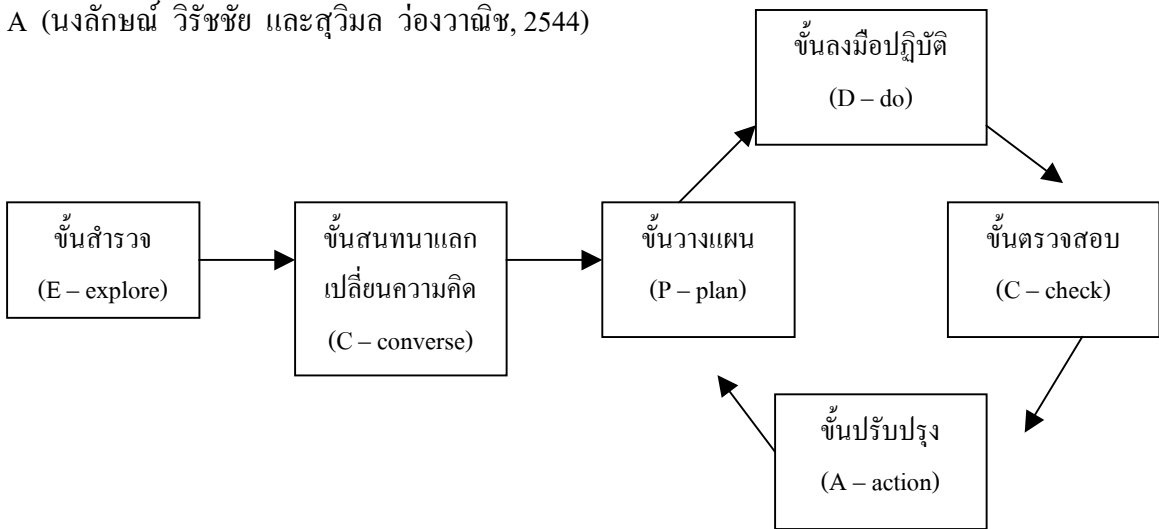 A (นงลักษณ์ วิรัชชัย และสุวิมล ว่องวาณิช, 2544)
ขั้นลงมือปฏิบัติ
(D – do)
ขั้นสำรวจ
(E – explore)
ขั้นสนทนาแลก
เปลี่ยนความคิด
(C – converse)
ขั้นวางแผน
(P – plan)
ขั้นตรวจสอบ
(C – check)
ขั้นปรับปรุง
(A – action)